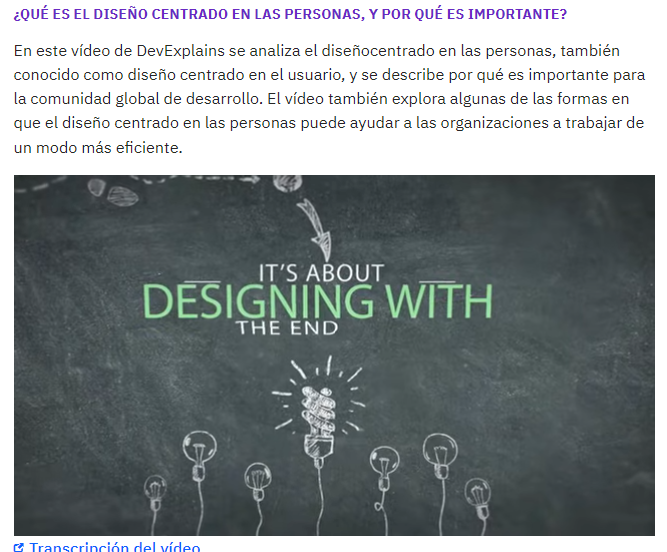 ¿QUÉ ES EL DISEÑO CENTRADO EN LAS PERSONAS, Y POR QUÉ ES IMPORTANTE?
En este vídeo de DevExplains se analiza el diseñocentrado en las personas, también
conocido como diseño centrado en el usuario, y se describe por qué es importante para
la comunidad global de desarrollo. El vídeo también explora algunas de las formas en
que el diseño centrado en las personas puede ayudar a las organizaciones a trabajar de
un modo más eficiente.
IT'S ABOUT
DESIGNING WITH
THE END
Transcripción del vídeo